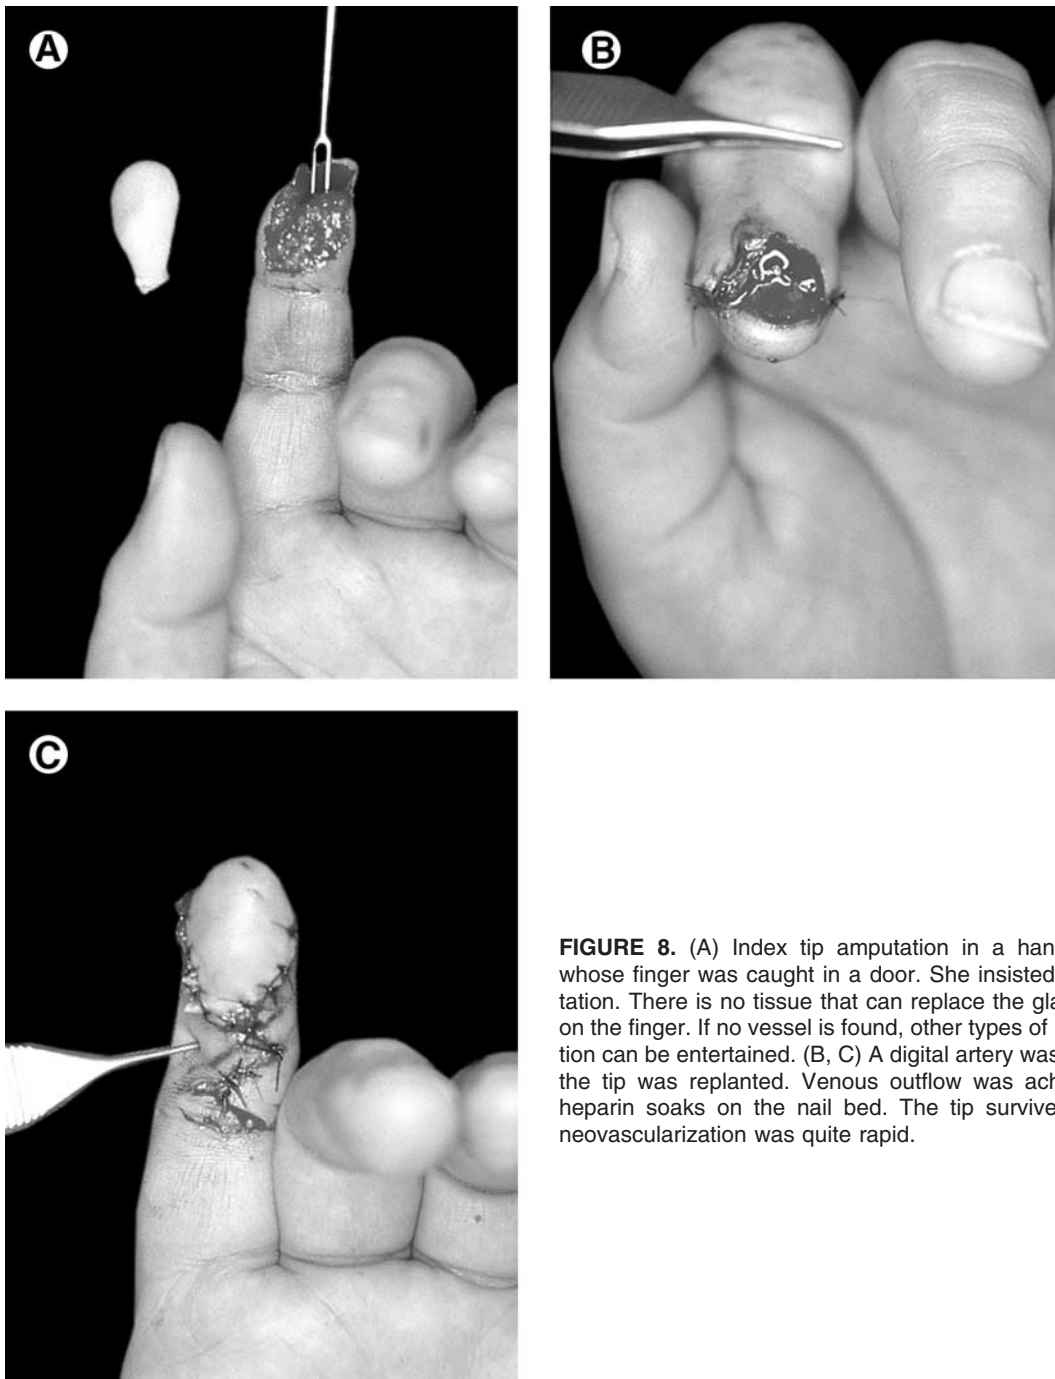 A
B
C
FIGURE 8. (A) Index tip amputation in a han
whose finger was caught in a door. She insisted
tation. There is no tissue that can replace the gla
on the finger. If no vessel is found, other types of
tion can be entertained. (B, C) A digital artery was
the tip was replanted. Venous outflow was ach
heparin soaks on the nail bed. The tip survive
neovascularization was quite rapid.